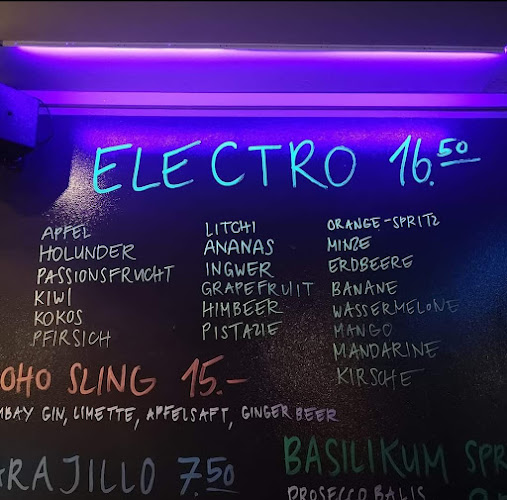 ELECTRO 16.50
APFEL
HOLUNDER
PASSIONSFRUCHT
KIWI
KOKOS
PFIRSICH
LITCHI
ANANAS
INGWER
GRAPEFRUIT
HIMBEER
PISTAZIE
ORANGE-SPRITZ
MINZE
ERDBEERE
BANANE
WASSERMELONE
MANGO
MANDARINE
KIRSCHE
OHO SLING 15.–
MBAY GIN, LIMETTE, APFELSAFT, GINGER BEER
ARAJILLO 7.50
BASILIKUM SPR
PROSECCO BALIS